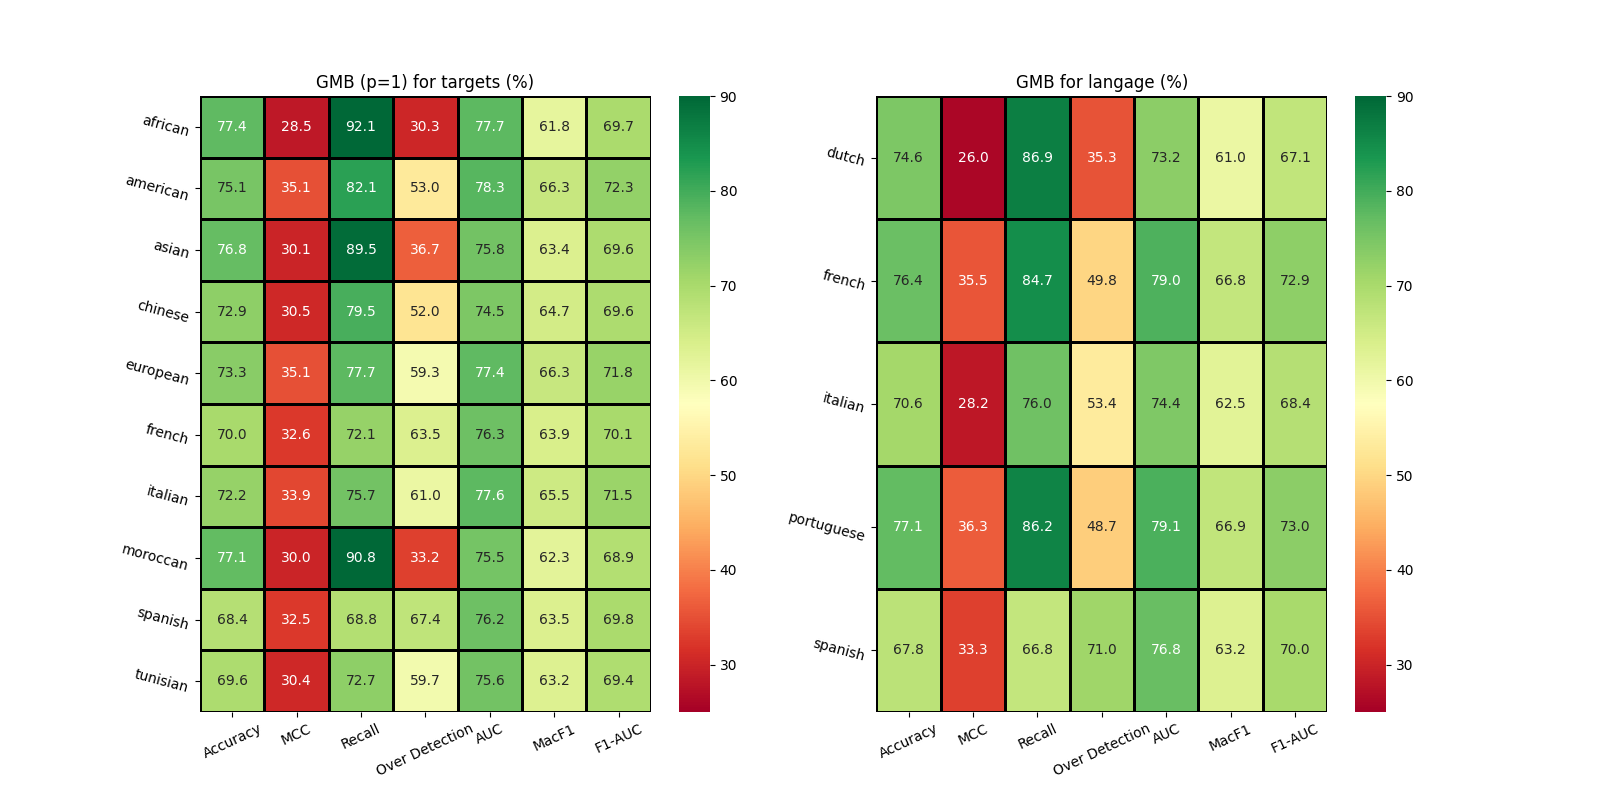 GMB (p=1) for targets (%)
african 77.4 28.5 92.1 30.3 77.7 61.8 69.7
american 75.1 35.1 82.1 53.0 78.3 66.3 72.3
asian 76.8 30.1 89.5 36.7 75.8 63.4 69.6
chinese 72.9 30.5 79.5 52.0 74.5 64.7 69.6
european 73.3 35.1 77.7 59.3 77.4 66.3 71.8
french 70.0 32.6 72.1 63.5 76.3 63.9 70.1
italian 72.2 33.9 75.7 61.0 77.6 65.5 71.5
moroccan 77.1 30.0 90.8 33.2 75.5 62.3 68.9
spanish 68.4 32.5 68.8 67.4 76.2 63.5 69.8
tunisian 69.6 30.4 72.7 59.7 75.6 63.2 69.4
Accuracy MCC Recall Over Detection AUC MacF1 F1-AUC
90
80
70
60
50
40
30
GMB for langage (%)
dutch 74.6 26.0 86.9 35.3 73.2 61.0 67.1
french 76.4 35.5 84.7 49.8 79.0 66.8 72.9
italian 70.6 28.2 76.0 53.4 74.4 62.5 68.4
portuguese 77.1 36.3 86.2 48.7 79.1 66.9 73.0
spanish 67.8 33.3 66.8 71.0 76.8 63.2 70.0
Accuracy MCC Recall Over Detection AUC MacF1 F1-AUC
90
80
70
60
50
40
30